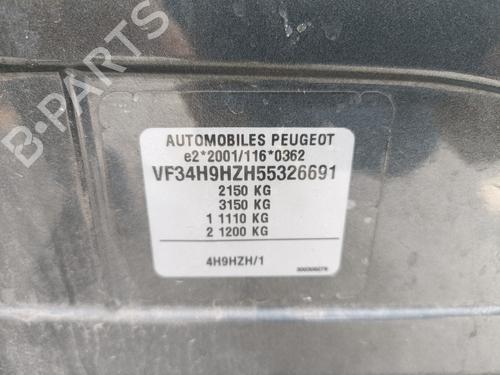 B-PARTS
AUTOMOBILES PEUGEOT
e2*2001/116*0362
VF34H9HZH55326691
2150 KG
3150 KG
1 1110 KG
2 1200 KG
4H9HZH/1